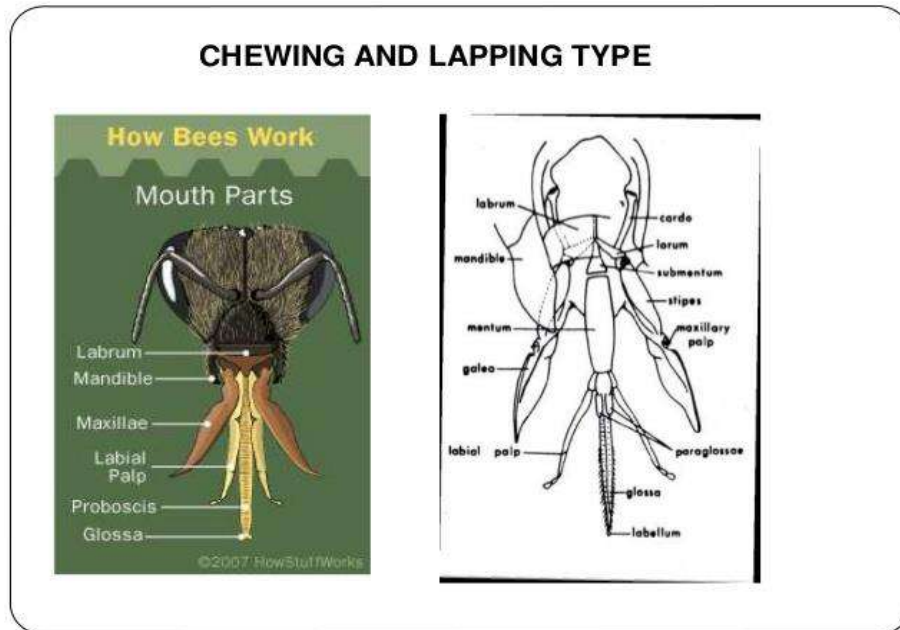 CHEWING AND LAPPING TYPE
How Bees Work
Mouth Parts
Labrum
Mandible
Maxillae
Labial
Palp
Proboscis
Glossa
©2007 HowStuffWorks
labrum
cardo
lorum
mandible
submentum
stipes
mentum
maxillary
palp
galea
labial palp
paraglossae
glossa
labellum